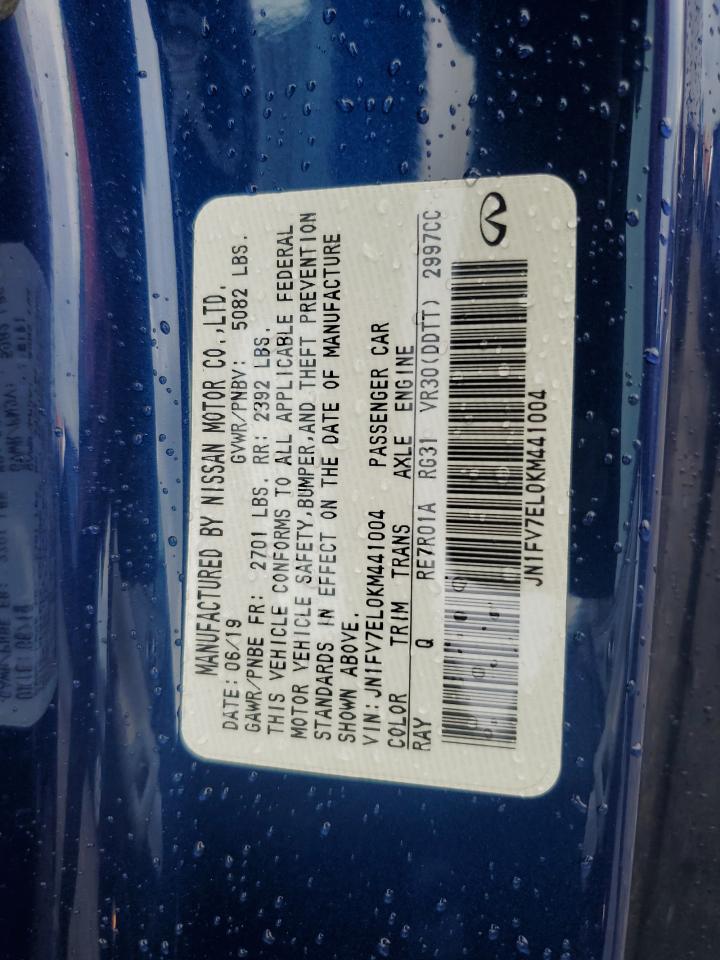 MANUFACTURED BY NISSAN MOTOR CO.,LTD.
DATE: 06/19 GVWR/PNBV: 5082 LBS.
GAWR/PNBE FR: 2701 LBS. RR: 2392 LBS.
THIS VEHICLE CONFORMS TO ALL APPLICABLE FEDERAL
MOTOR VEHICLE SAFETY,BUMPER,AND THEFT PREVENTION
STANDARDS IN EFFECT ON THE DATE OF MANUFACTURE
SHOWN ABOVE.
VIN:JN1FV7EL0KM441004 PASSENGER CAR
COLOR TRIM TRANS AXLE ENGINE
RAY Q RE7R01A RG31 VR30(DDTT) 2997CC
JN1FV7EL0KM441004